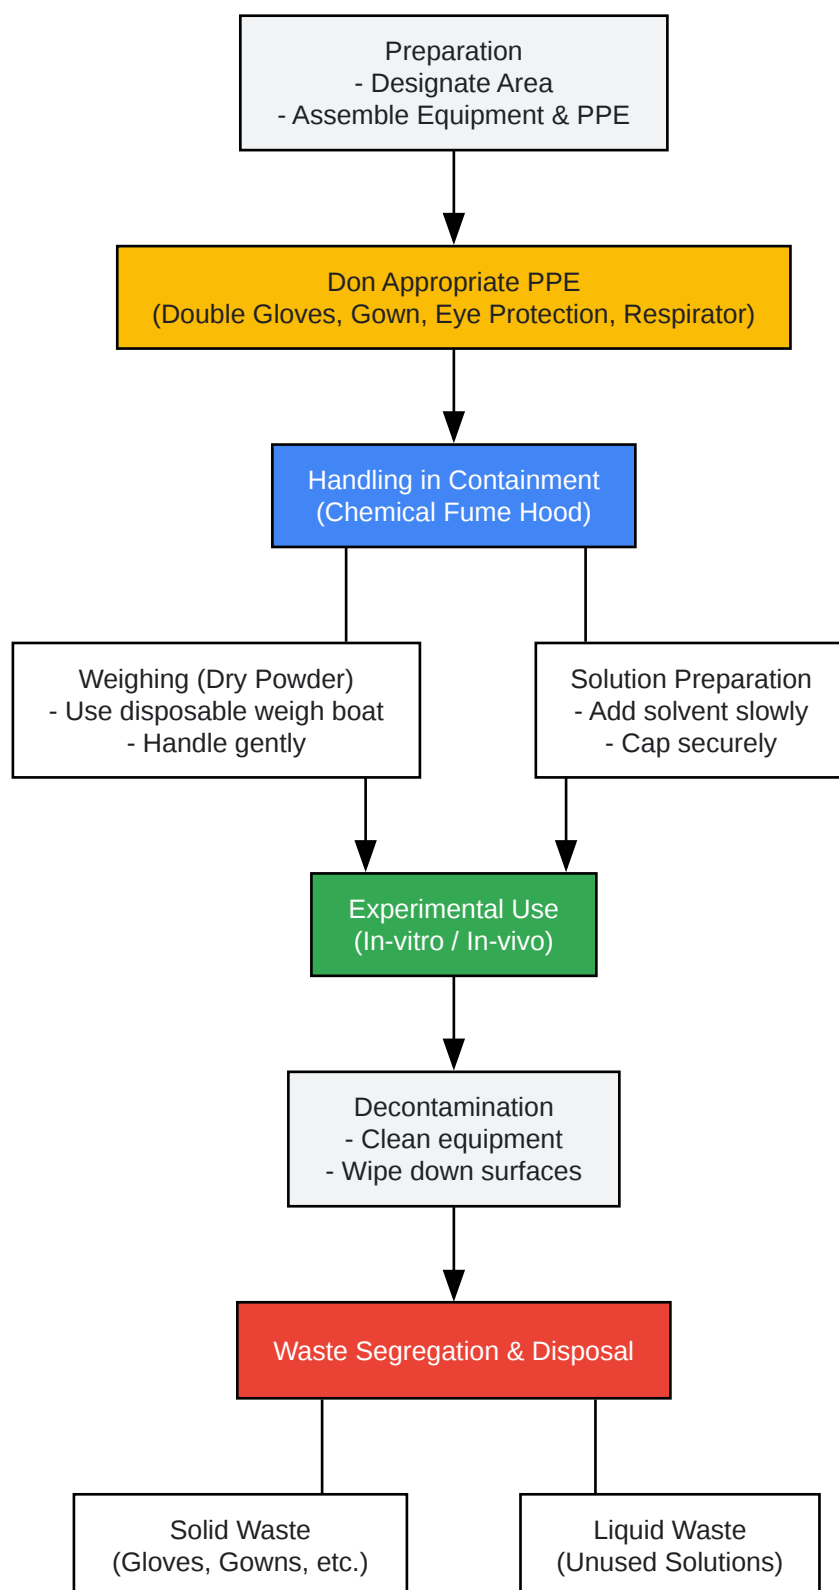 Preparation
- Designate Area
- Assemble Equipment & PPE
Don Appropriate PPE
(Double Gloves, Gown, Eye Protection, Respirator)
Handling in Containment
(Chemical Fume Hood)
Weighing (Dry Powder)
- Use disposable weigh boat
- Handle gently
Solution Preparation
- Add solvent slowly
- Cap securely
Experimental Use
(In-vitro / In-vivo)
Decontamination
- Clean equipment
- Wipe down surfaces
Waste Segregation & Disposal
Solid Waste
(Gloves, Gowns, etc.)
Liquid Waste
(Unused Solutions)